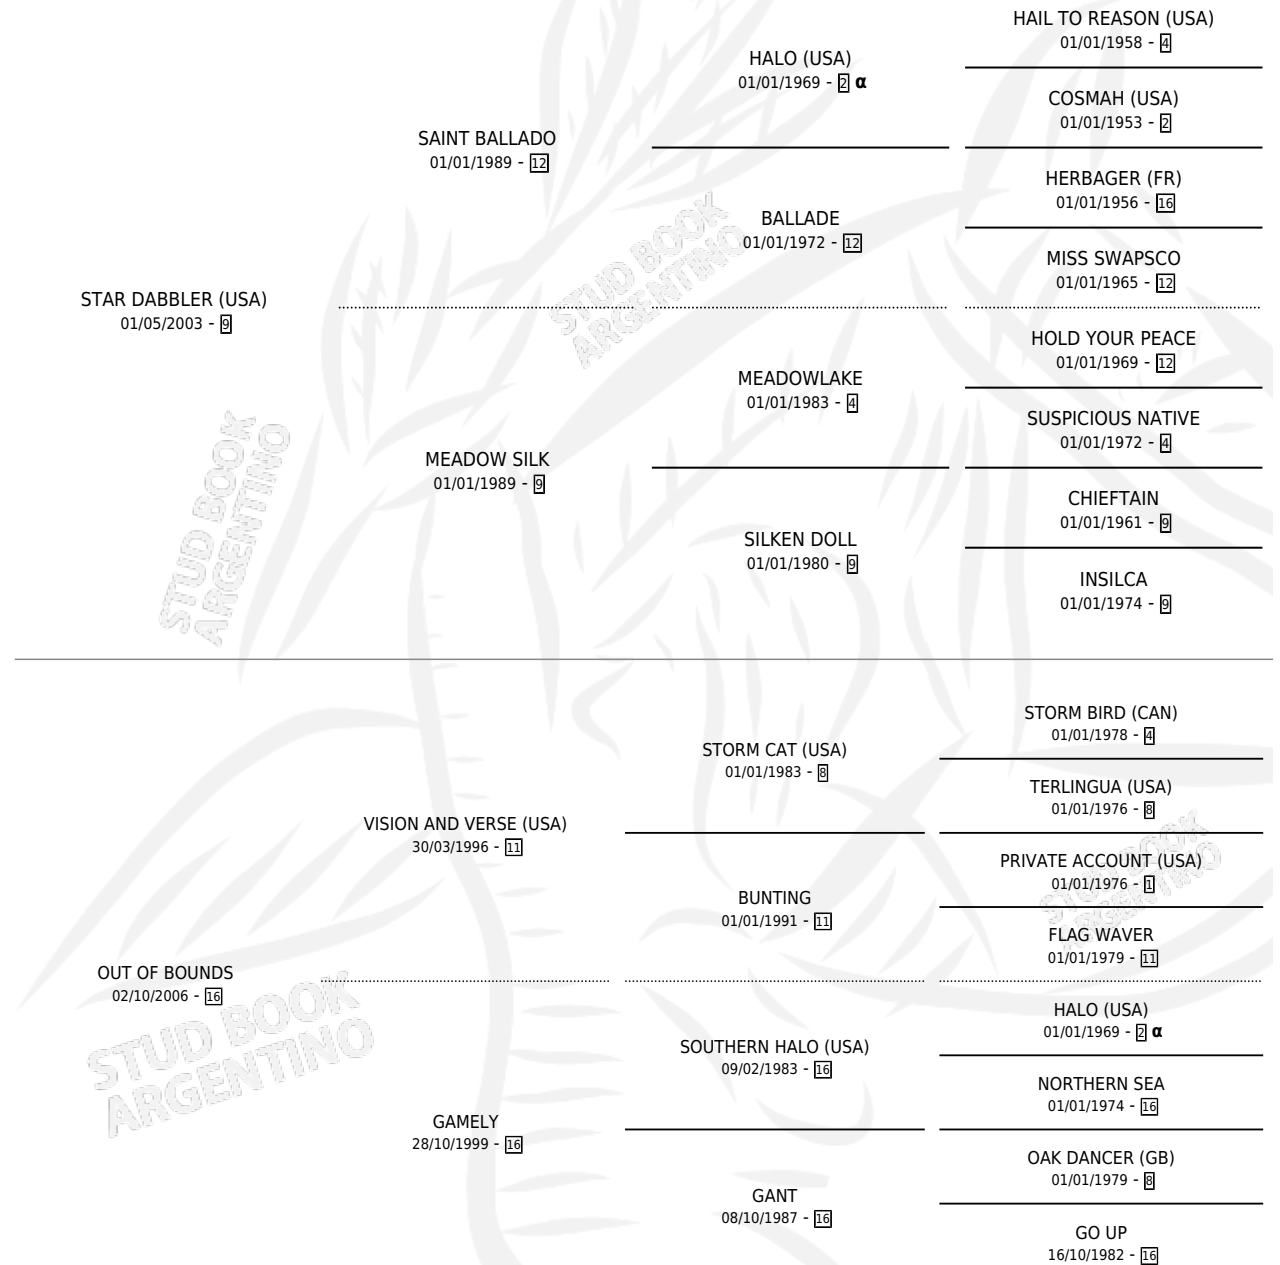 HAIL TO REASON (USA)
01/01/1958 - 4
HALO (USA)
01/01/1969 - 2 α
COSMAH (USA)
01/01/1953 - 2
SAINT BALLADO
01/01/1989 - 12
HERBAGER (FR)
01/01/1956 - 16
BALLADE
01/01/1972 - 12
MISS SWAPSCO
01/01/1965 - 12
STAR DABBLER (USA)
01/05/2003 - 9
HOLD YOUR PEACE
01/01/1969 - 12
MEADOWLAKE
01/01/1983 - 4
SUSPICIOUS NATIVE
01/01/1972 - 4
MEADOW SILK
01/01/1989 - 9
CHIEFTAIN
01/01/1961 - 9
SILKEN DOLL
01/01/1980 - 9
INSILCA
01/01/1974 - 9
STORM BIRD (CAN)
01/01/1978 - 4
STORM CAT (USA)
01/01/1983 - 8
TERLINGUA (USA)
01/01/1976 - 8
VISION AND VERSE (USA)
30/03/1996 - 11
PRIVATE ACCOUNT (USA)
01/01/1976 - 1
BUNTING
01/01/1991 - 11
FLAG WAVER
01/01/1979 - 11
OUT OF BOUNDS
02/10/2006 - 16
HALO (USA)
01/01/1969 - 2 α
SOUTHERN HALO (USA)
09/02/1983 - 16
NORTHERN SEA
01/01/1974 - 16
GAMELY
28/10/1999 - 16
OAK DANCER (GB)
01/01/1979 - 8
GANT
08/10/1987 - 16
GO UP
16/10/1982 - 16
STUD BOOK
ARGENTINO
STUD BOOK
ARGENTINO
STUD BOOK
ARGENTINO
STUD BOOK
ARGENTINO